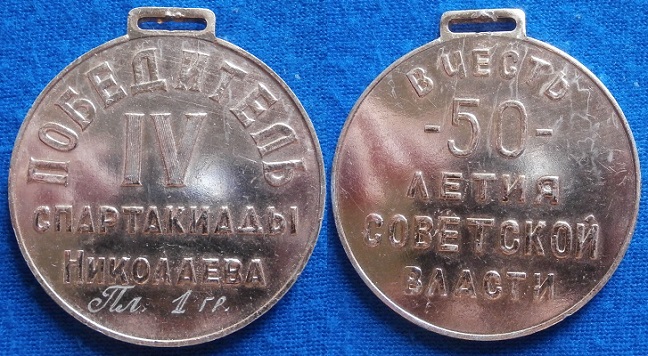 ПОБЕДИТЕЛЬ
IV
СПАРТАКИАДЫ
НИКОЛАЕВА
Пл. 1 гр.
В ЧЕСТЬ
-50-
ЛЕТИЯ
СОВЕТСКОЙ
ВЛАСТИ